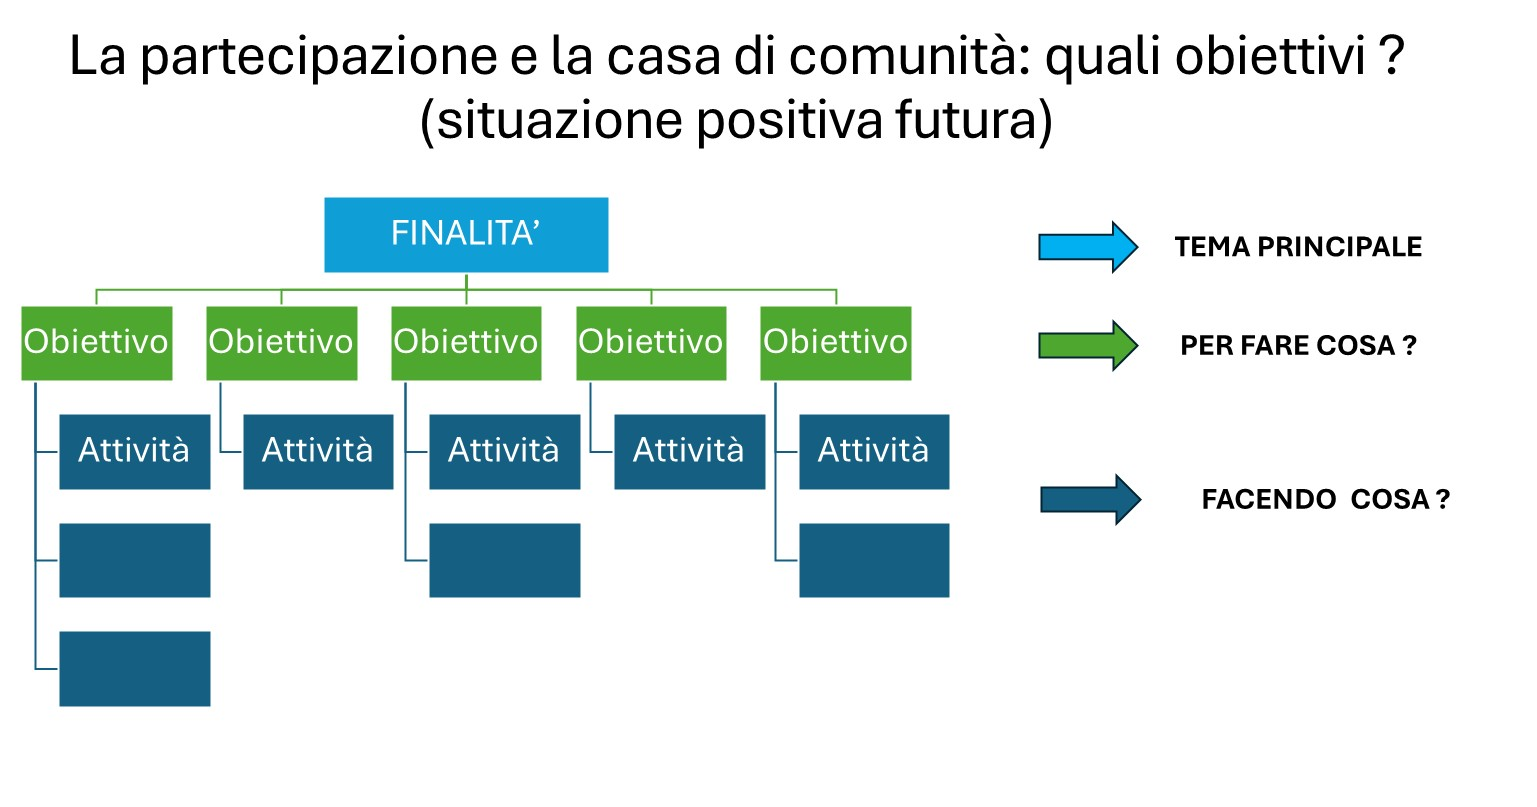 La partecipazione e la casa di comunità: quali obiettivi ?
(situazione positiva futura)
FINALITA’
TEMA PRINCIPALE
Obiettivo
Obiettivo
Obiettivo
Obiettivo
Obiettivo
PER FARE COSA ?
Attività
Attività
Attività
Attività
Attività
FACENDO  COSA ?